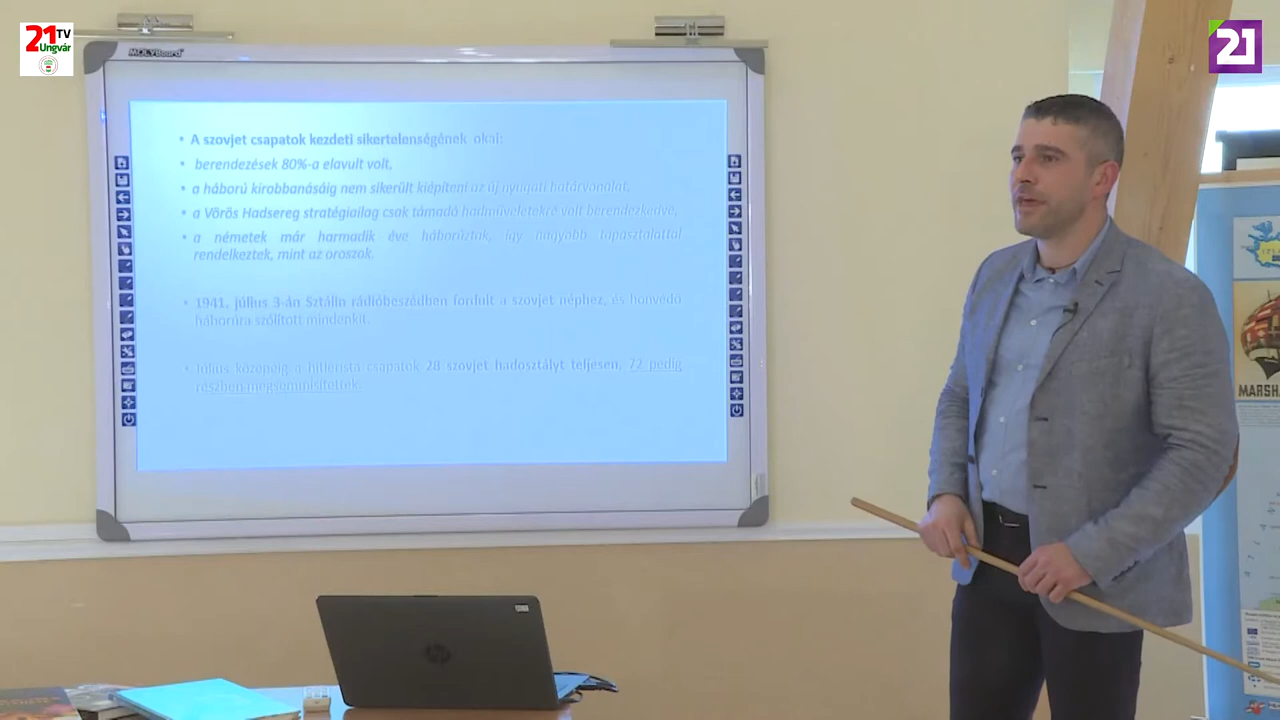 21 TV
Ungvár
21
MOLYBoard
• A szovjet csapatok kezdeti sikertelenségének okai:
• berendezések 80%-a elavult volt,
• a háború kirobbanásáig nem sikerült kiépíteni az új nyugati határvonalat,
• a Vörös Hadsereg stratégiailag csak támadó hadműveletekre volt berendezkedve,
• a németek már harmadik éve háborúztak, így nagyobb tapasztalattal
rendelkeztek, mint az oroszok.
• 1941. július 3-án Sztálin rádióbeszédben fordult a szovjet néphez, és honvédő
háborúra szólított mindenkit.
• Július közepéig a hitlerista csapatok 28 szovjet hadosztályt teljesen, 72 pedig
részben megsemmisítettek.
MARSHA
hp